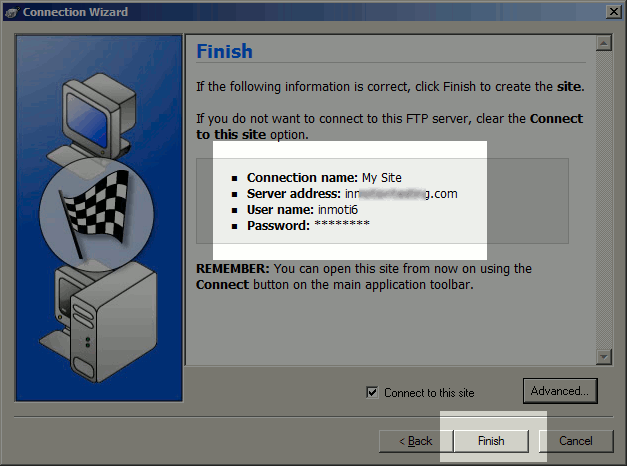 Connection Wizard
Finish
If the following information is correct, click Finish to create the site.
If you do not want to connect to this FTP server, clear the Connect
to this site option.
Connection name: My Site
Server address: in g.com
User name: inmoti6
Password: ********
REMEMBER: You can open this site from now on using the
Connect button on the main application toolbar.
Connect to this site
Advanced...
< Back
Finish
Cancel